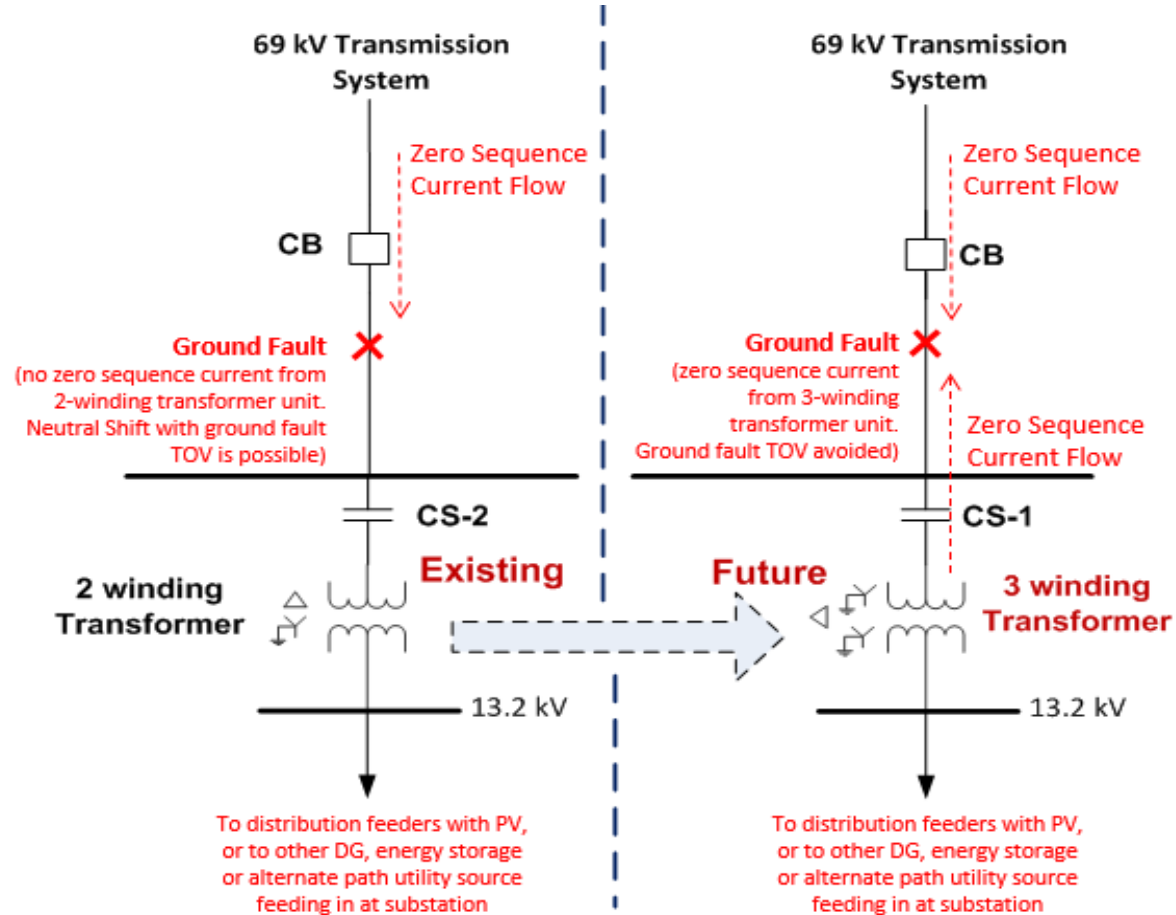 69 kV Transmission
System
Zero Sequence
Current Flow
CB
Ground Fault
(no zero sequence current from
2-winding transformer unit.
Neutral Shift with ground fault
TOV is possible)
CS-2
2 winding
Transformer
Existing
13.2 kV
To distribution feeders with PV,
or to other DG, energy storage
or alternate path utility source
feeding in at substation
69 kV Transmission
System
Zero Sequence
Current Flow
CB
Ground Fault
(zero sequence current
from 3-winding
transformer unit.
Ground fault TOV avoided)
Zero Sequence
Current Flow
CS-1
Future
3 winding
Transformer
13.2 kV
To distribution feeders with PV,
or to other DG, energy storage
or alternate path utility source
feeding in at substation